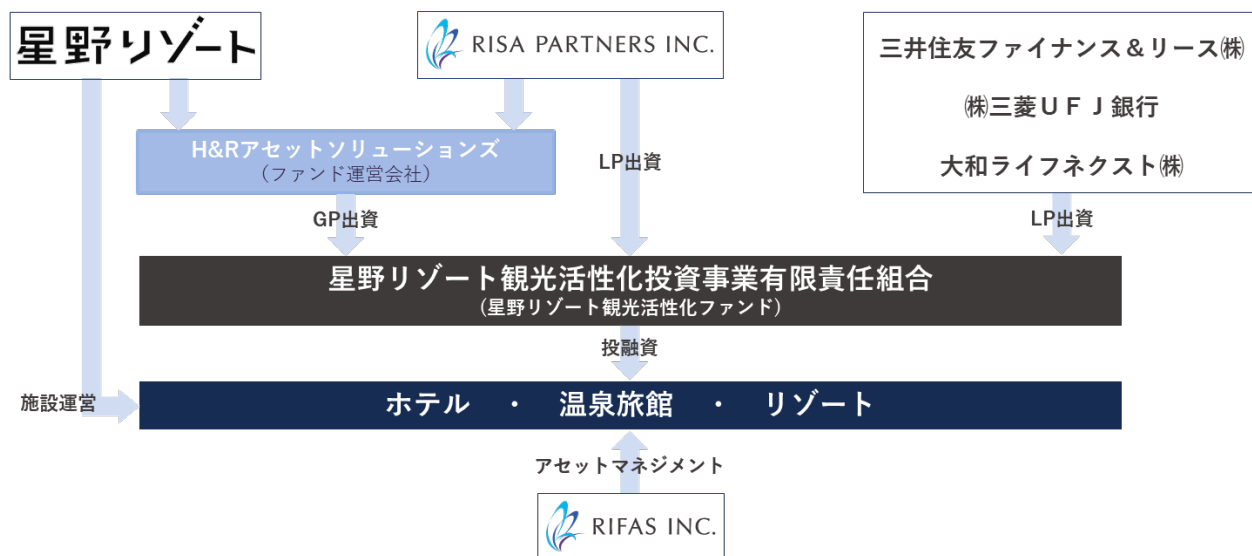 星野リゾート
RISA PARTNERS INC.
三井住友ファイナンス＆リース㈱
㈱三菱ＵＦＪ銀行
大和ライフネクスト㈱
H&Rアセットソリューションズ
（ファンド運営会社）
LP出資
GP出資
LP出資
星野リゾート観光活性化投資事業有限責任組合
(星野リゾート観光活性化ファンド)
投融資
施設運営
ホテル ・ 温泉旅館 ・ リゾート
アセットマネジメント
RIFAS INC.